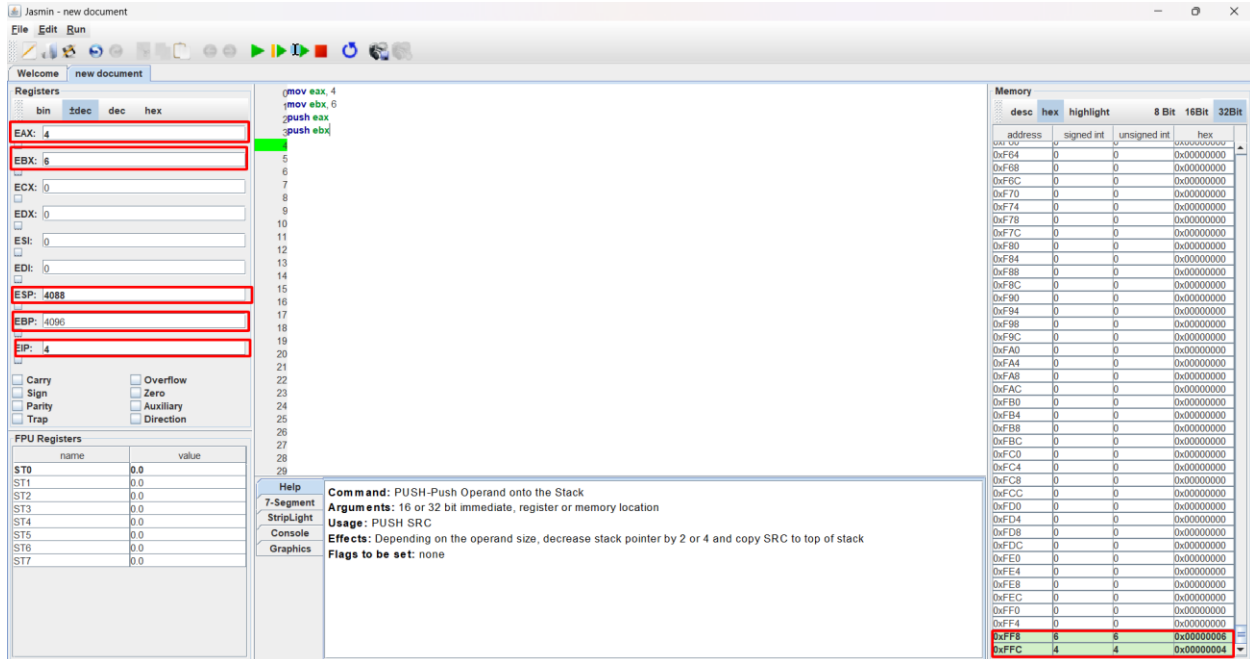 Jasmin - new document
File Edit Run
Welcome new document
Registers
bin ±dec dec hex
EAX: 4
EBX: 6
ECX: 0
EDX: 0
ESI: 0
EDI: 0
ESP: 4088
EBP: 4096
EIP: 4
Carry Overflow
Sign Zero
Parity Auxiliary
Trap Direction
FPU Registers
name value
ST0 0.0
ST1 0.0
ST2 0.0
ST3 0.0
ST4 0.0
ST5 0.0
ST6 0.0
ST7 0.0
0 mov eax, 4
1 mov ebx, 6
2 push eax
3 push ebx
4
5
6
7
8
9
10
11
12
13
14
15
16
17
18
19
20
21
22
23
24
25
26
27
28
29
Help
7-Segment
StripLight
Console
Graphics
Command: PUSH-Push Operand onto the Stack
Arguments: 16 or 32 bit immediate, register or memory location
Usage: PUSH SRC
Effects: Depending on the operand size, decrease stack pointer by 2 or 4 and copy SRC to top of stack
Flags to be set: none
Memory
desc hex highlight 8 Bit 16Bit 32Bit
address signed int unsigned int hex
0xF64 0 0 0x00000000
0xF68 0 0 0x00000000
0xF6C 0 0 0x00000000
0xF70 0 0 0x00000000
0xF74 0 0 0x00000000
0xF78 0 0 0x00000000
0xF7C 0 0 0x00000000
0xF80 0 0 0x00000000
0xF84 0 0 0x00000000
0xF88 0 0 0x00000000
0xF8C 0 0 0x00000000
0xF90 0 0 0x00000000
0xF94 0 0 0x00000000
0xF98 0 0 0x00000000
0xF9C 0 0 0x00000000
0xFA0 0 0 0x00000000
0xFA4 0 0 0x00000000
0xFA8 0 0 0x00000000
0xFAC 0 0 0x00000000
0xFB0 0 0 0x00000000
0xFB4 0 0 0x00000000
0xFB8 0 0 0x00000000
0xFBC 0 0 0x00000000
0xFC0 0 0 0x00000000
0xFC4 0 0 0x00000000
0xFC8 0 0 0x00000000
0xFCC 0 0 0x00000000
0xFD0 0 0 0x00000000
0xFD4 0 0 0x00000000
0xFD8 0 0 0x00000000
0xFDC 0 0 0x00000000
0xFE0 0 0 0x00000000
0xFE4 0 0 0x00000000
0xFE8 0 0 0x00000000
0xFEC 0 0 0x00000000
0xFF0 0 0 0x00000000
0xFF4 0 0 0x00000000
0xFF8 6 6 0x00000006
0xFFC 4 4 0x00000004